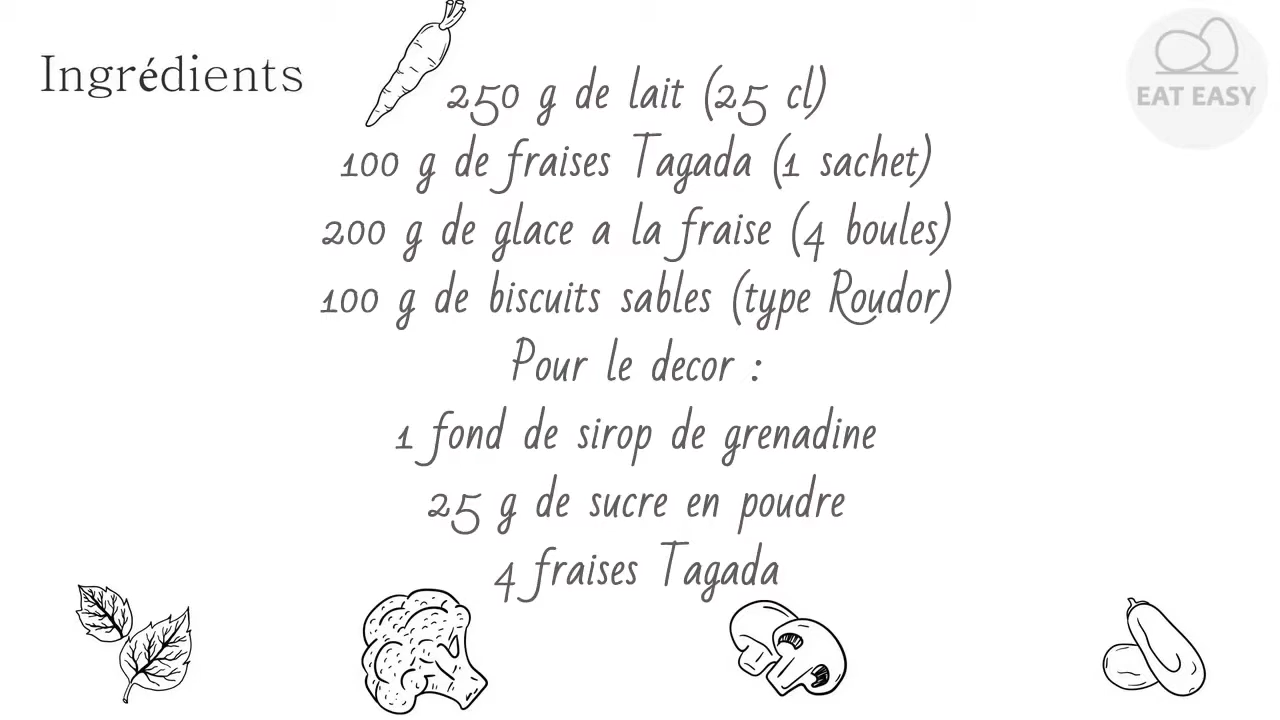 Ingrédients
EAT EASY
250 g de lait (25 cl)
100 g de fraises Tagada (1 sachet)
200 g de glace a la fraise (4 boules)
100 g de biscuits sables (type Roudor)
Pour le decor :
1 fond de sirop de grenadine
25 g de sucre en poudre
4 fraises Tagada